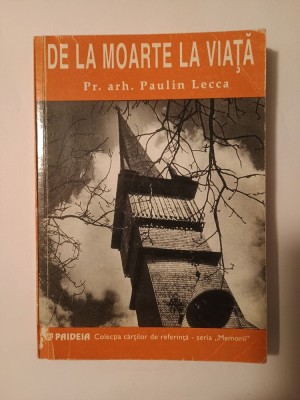 DE LA MOARTE LA VIAȚĂ
Pr. arh. Paulin Lecca
PAIDEIA Colecția cărților de referință - seria „Memorii”